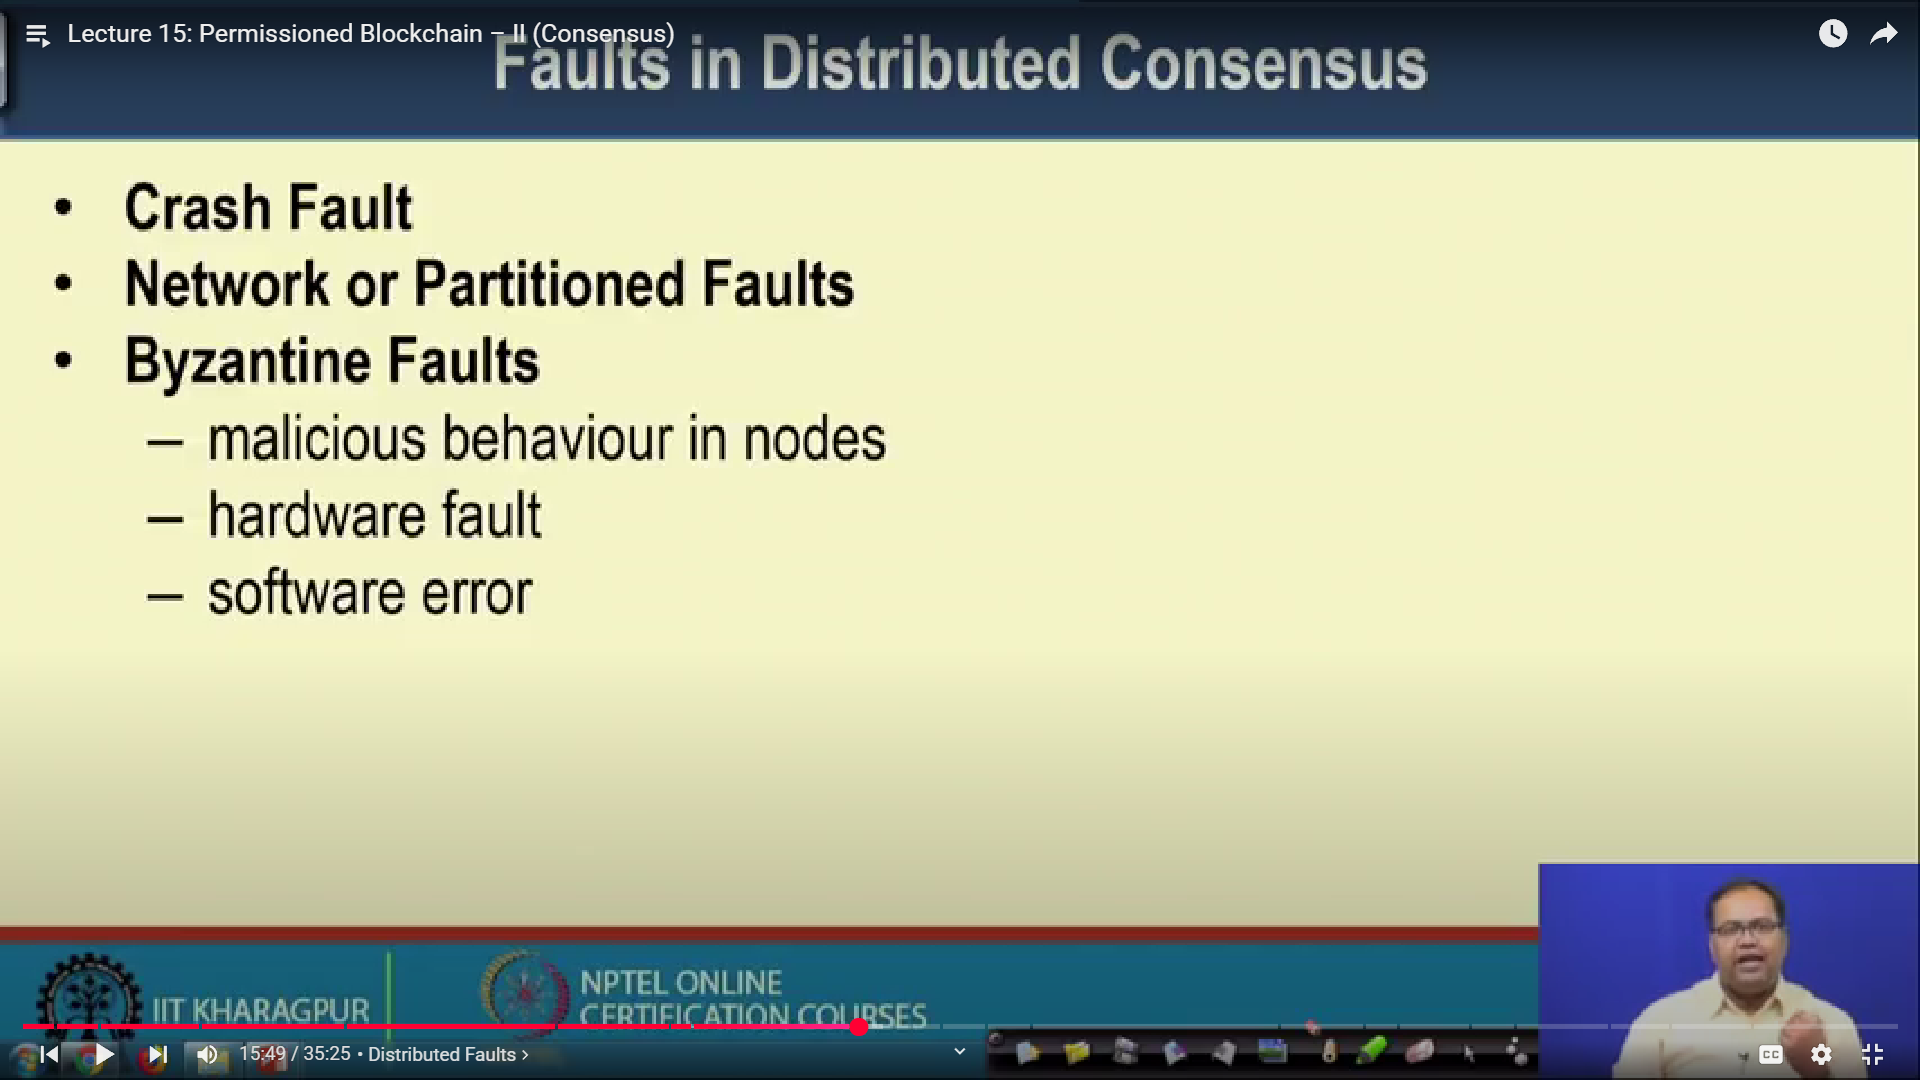 Lecture 15: Permissioned Blockchain – II (Consensus)
Faults in Distributed Consensus
• Crash Fault
• Network or Partitioned Faults
• Byzantine Faults
– malicious behaviour in nodes
– hardware fault
– software error
IIT KHARAGPUR
NPTEL ONLINE
CERTIFICATION COURSES
15:49 / 35:25 • Distributed Faults ›
CC